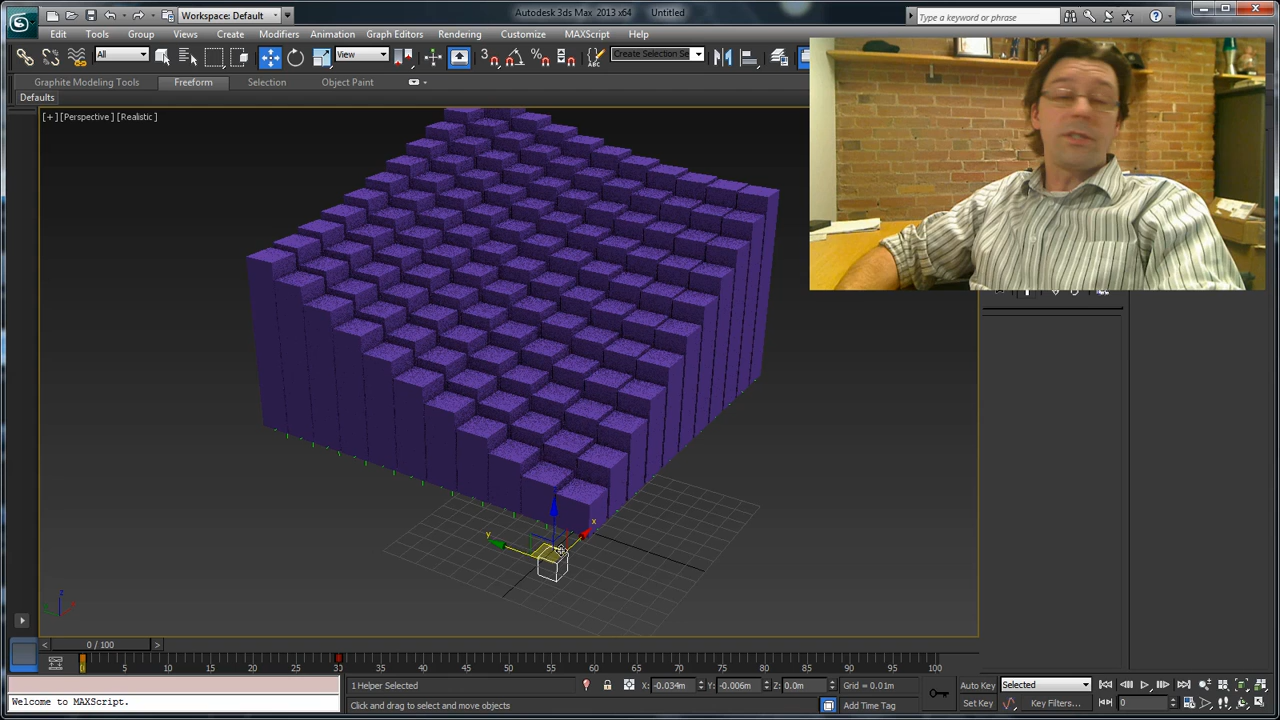 Workspace: Default
Autodesk 3ds Max 2013 x64 Untitled
Type a keyword or phrase
Edit Tools Group Views Create Modifiers Animation Graph Editors Rendering Customize MAXScript Help
All
View
Create Selection Se
Graphite Modeling Tools Freeform Selection Object Paint
Defaults
[+] [Perspective] [Realistic]
z
x
y
z
< 0 / 100 >
0 5 10 15 20 25 30 35 40 45 50 55 60 65 70 75 80 85 90 95 100
1 Helper Selected
X: -0.034m Y: -0.006m Z: 0.0m Grid = 0.01m
Auto Key Selected
Welcome to MAXScript.
Click and drag to select and move objects
Add Time Tag
Set Key Key Filters... 0